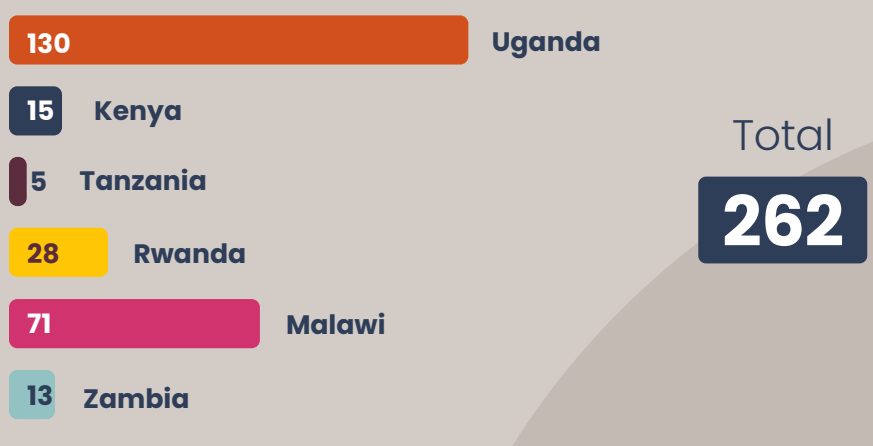 130 Uganda
15 Kenya
5 Tanzania
28 Rwanda
71 Malawi
13 Zambia
Total
262